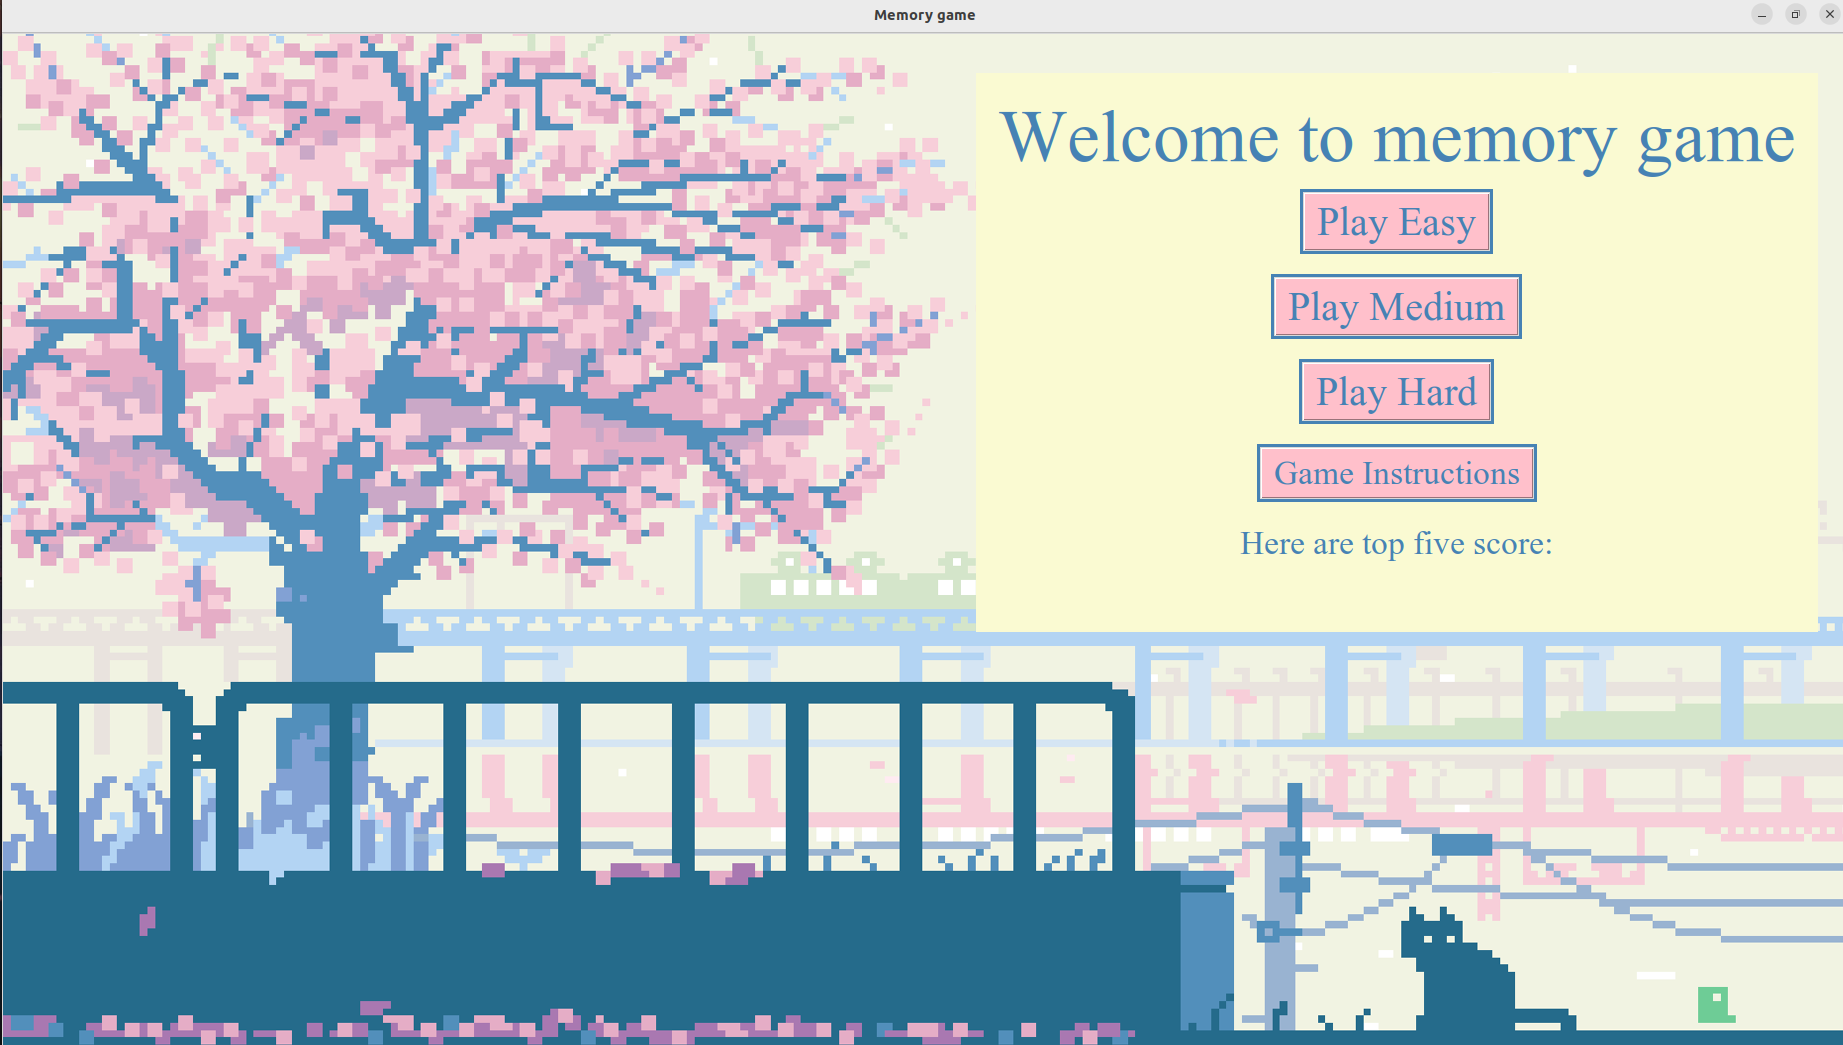 Memory game
Welcome to memory game
Play Easy
Play Medium
Play Hard
Game Instructions
Here are top five score: